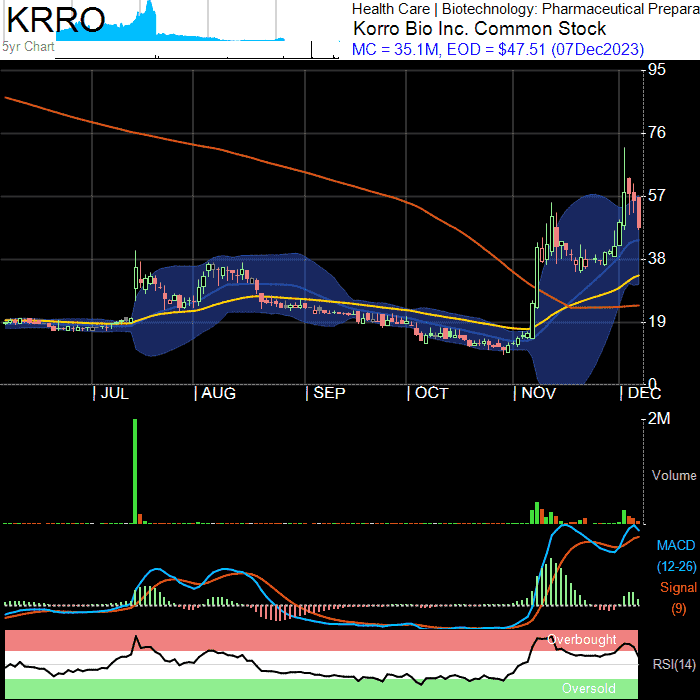 KRRO
5yr Chart
Health Care | Biotechnology: Pharmaceutical Prepara
Korro Bio Inc. Common Stock
MC = 35.1M, EOD = $47.51 (07Dec2023)
95
76
57
38
19
0
JUL
AUG
SEP
OCT
NOV
DEC
2M
Volume
MACD
(12-26)
Signal
(9)
Overbought
RSI(14)
Oversold